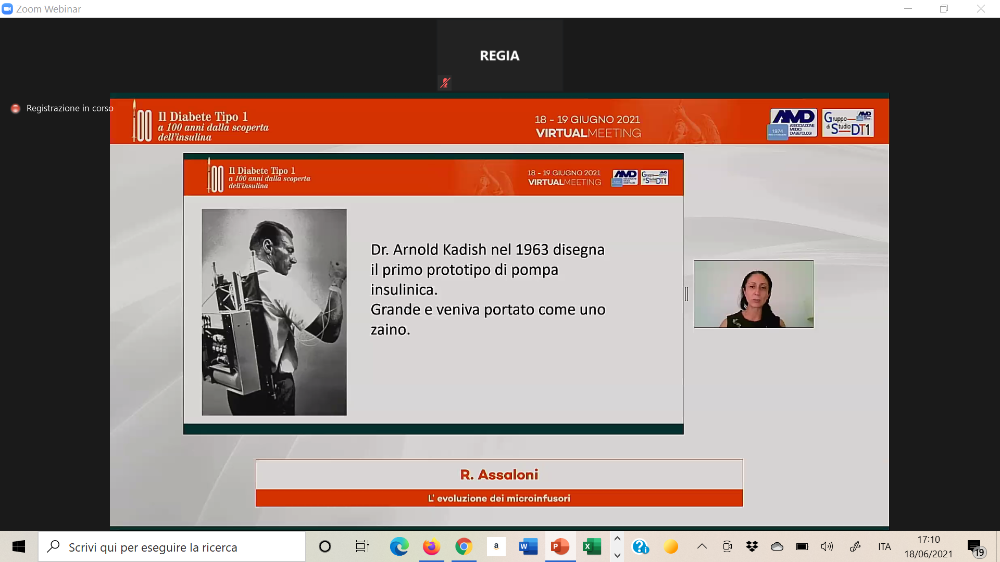 Zoom Webinar
REGIA
Registrazione in corso
100
Il Diabete Tipo 1
a 100 anni dalla scoperta
dell'insulina
18 - 19 GIUGNO 2021
VIRTUALMEETING
AMD
ASSOCIAZIONE
MEDICI
DIABETOLOGI
1974
Gruppo
di Studio
DT1
100
Il Diabete Tipo 1
a 100 anni dalla scoperta
dell'insulina
18 - 19 GIUGNO 2021
VIRTUALMEETING
AMD
Gruppo
di Studio
DT1
Dr. Arnold Kadish nel 1963 disegna
il primo prototipo di pompa
insulinica.
Grande e veniva portato come uno
zaino.
R. Assaloni
L' evoluzione dei microinfusori
Scrivi qui per eseguire la ricerca
a
W
P
X
ITA
17:10
18/06/2021
19